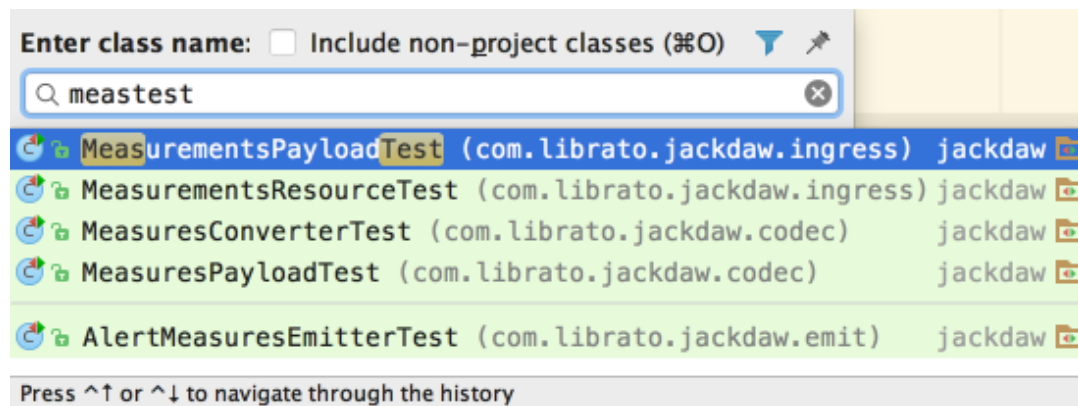 Enter class name: Include non-project classes (⌘O)
meastest
MeasurementsPayloadTest (com.librato.jackdaw.ingress) jackdaw
MeasurementsResourceTest (com.librato.jackdaw.ingress) jackdaw
MeasuresConverterTest (com.librato.jackdaw.codec) jackdaw
MeasuresPayloadTest (com.librato.jackdaw.codec) jackdaw
AlertMeasuresEmitterTest (com.librato.jackdaw.emit) jackdaw
Press ^↑ or ^↓ to navigate through the history